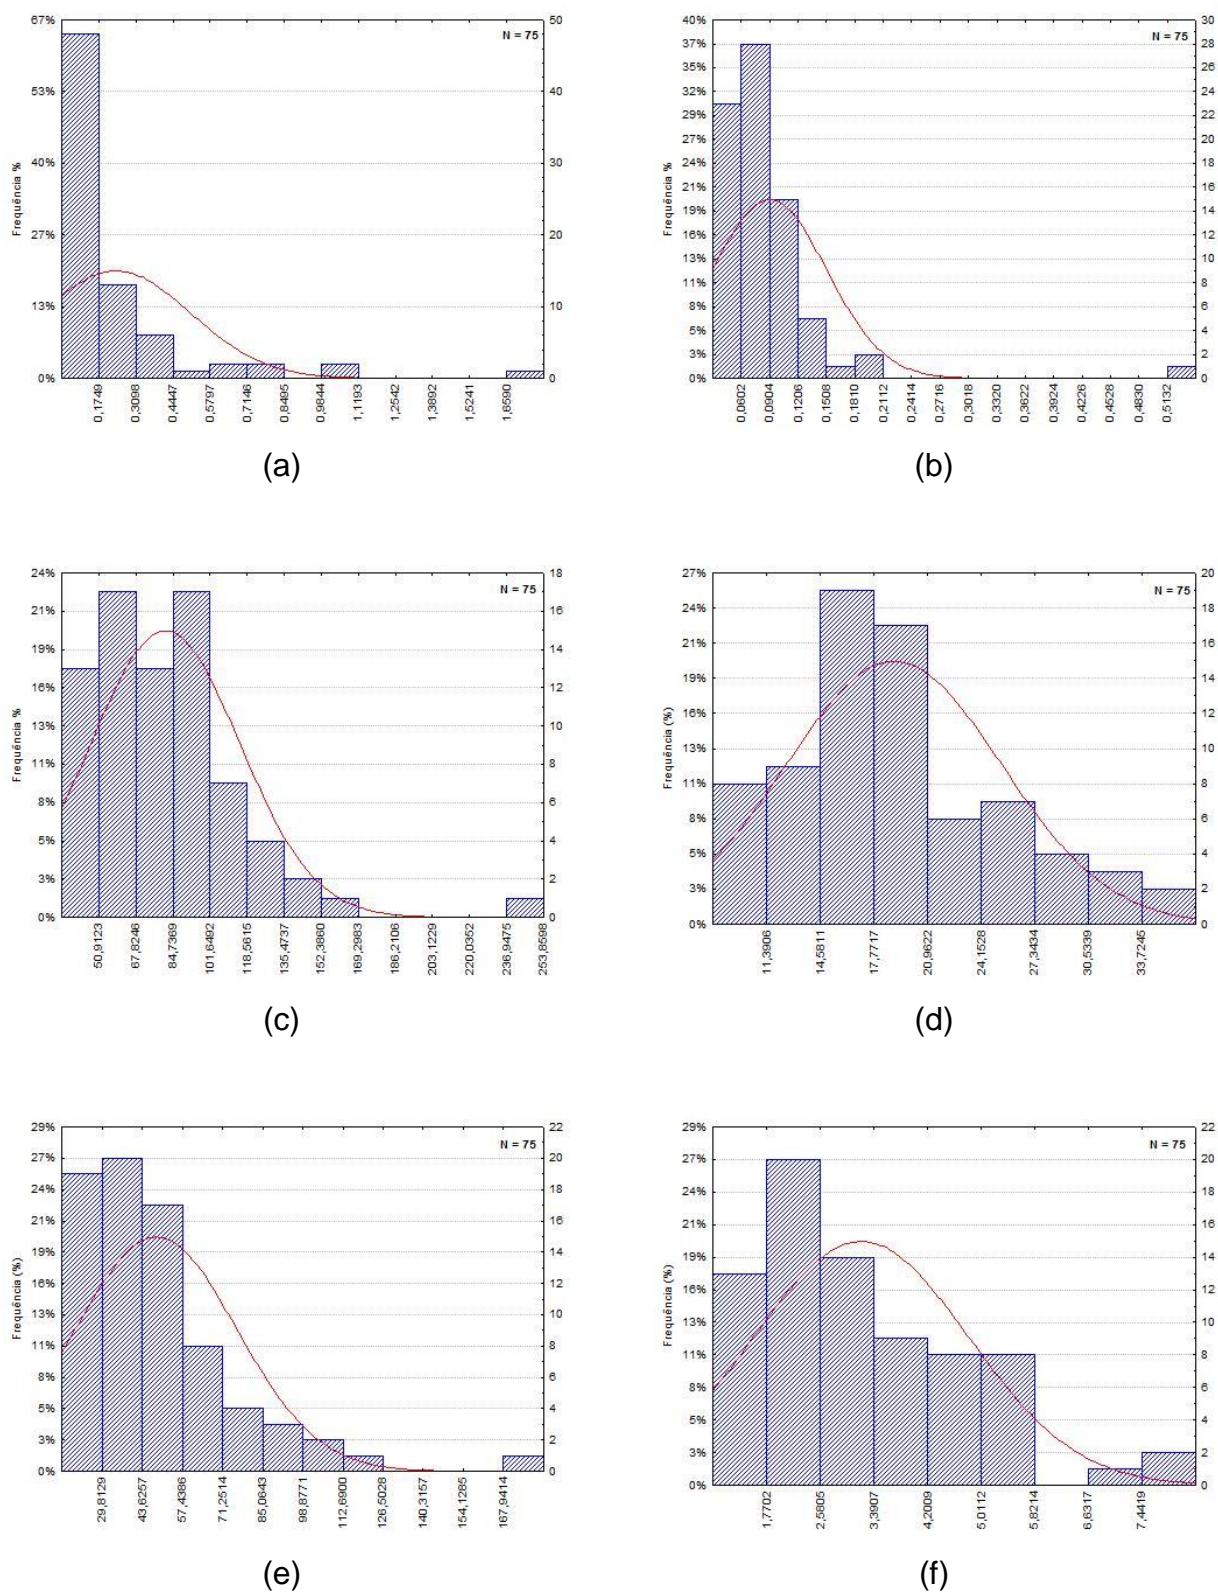 67% 50
N = 75
53% 40
40% 30
27% 20
13% 10
0% 0
Frequência %
0,1749 0,3098 0,4447 0,5797 0,7146 0,8495 0,9844 1,1193 1,2542 1,3892 1,5241 1,6590
(a)
40% 30
N = 75
37% 28
35% 26
32% 24
29% 22
27% 20
24% 18
21% 16
19% 14
16% 12
13% 10
11% 8
8% 6
5% 4
3% 2
0% 0
Frequência %
0,0602 0,0904 0,1206 0,1508 0,1810 0,2112 0,2414 0,2716 0,3018 0,3320 0,3622 0,3924 0,4226 0,4528 0,4830 0,5132
(b)
24% 18
N = 75
21% 16
19% 14
16% 12
13% 10
11% 8
8% 6
5% 4
3% 2
0% 0
Frequência %
50,9123 67,8246 84,7369 101,6492 118,5615 135,4737 152,3860 169,2983 186,2106 203,1229 220,0352 236,9475 253,8598
(c)
27% 20
N = 75
24% 18
21% 16
19% 14
16% 12
13% 10
11% 8
8% 6
5% 4
3% 2
0% 0
Frequência (%)
11,3906 14,5811 17,7717 20,9622 24,1528 27,3434 30,5339 33,7245
(d)
29% 22
N = 75
27% 20
24% 18
21% 16
19% 14
16% 12
13% 10
11% 8
8% 6
5% 4
3% 2
0% 0
Frequência (%)
29,8129 43,6257 57,4386 71,2514 85,0643 98,8771 112,6900 126,5028 140,3157 154,1285 167,9414
(e)
29% 22
N = 75
27% 20
24% 18
21% 16
19% 14
16% 12
13% 10
11% 8
8% 6
5% 4
3% 2
0% 0
Frequência (%)
1,7702 2,5805 3,3907 4,2009 5,0112 5,8214 6,6317 7,4419
(f)